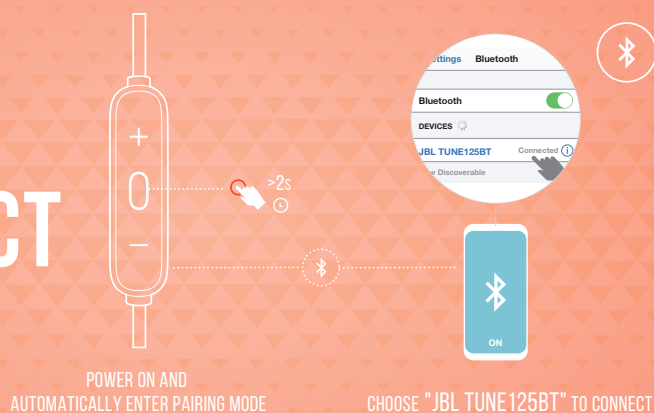 CT
+
−
>2s
ttings Bluetooth
Bluetooth
DEVICES
JBL TUNE125BT Connected i
Discoverable
ON
POWER ON AND
AUTOMATICALLY ENTER PAIRING MODE
CHOOSE "JBL TUNE125BT" TO CONNECT